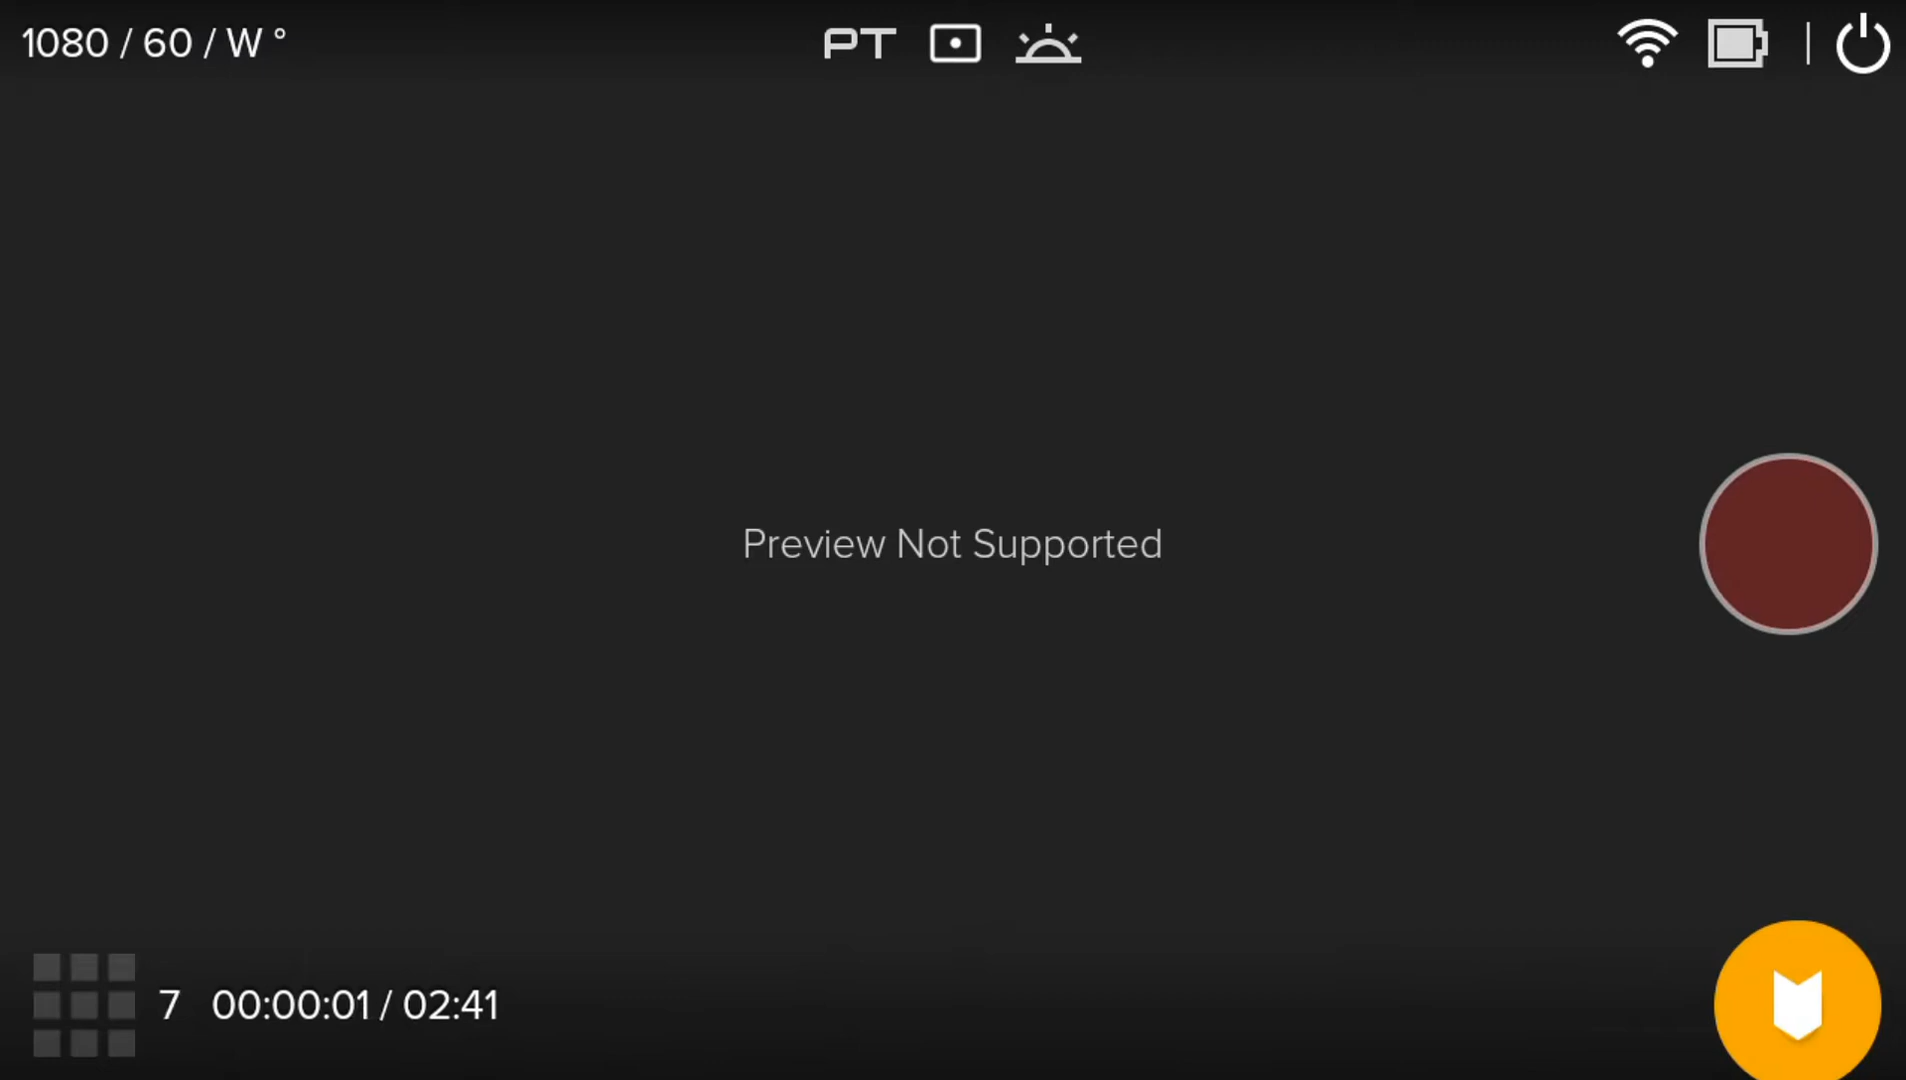 1080 / 60 / W °
PT
Preview Not Supported
7 00:00:01 / 02:41